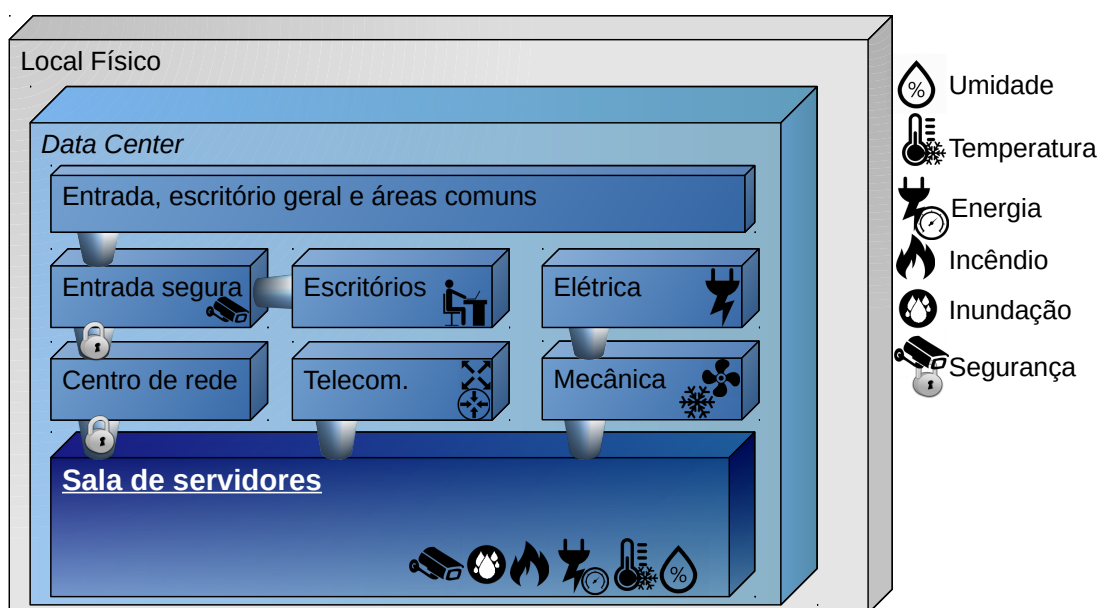 Local Físico
Data Center
Entrada, escritório geral e áreas comuns
Entrada segura
Escritórios
Elétrica
Centro de rede
Telecom.
Mecânica
Sala de servidores
%
% Umidade
Temperatura
Energia
Incêndio
Inundação
Segurança